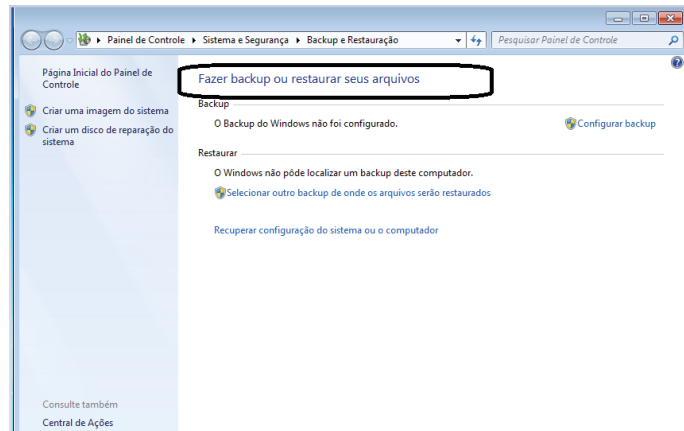 Painel de Controle Sistema e Segurança Backup e Restauração
Pesquisar Painel de Controle
Página Inicial do Painel de
Controle
Criar uma imagem do sistema
Criar um disco de reparação do
sistema
Fazer backup ou restaurar seus arquivos
Backup
O Backup do Windows não foi configurado.
Configurar backup
Restaurar
O Windows não pôde localizar um backup deste computador.
Selecionar outro backup de onde os arquivos serão restaurados
Recuperar configuração do sistema ou o computador
Consulte também
Central de Ações